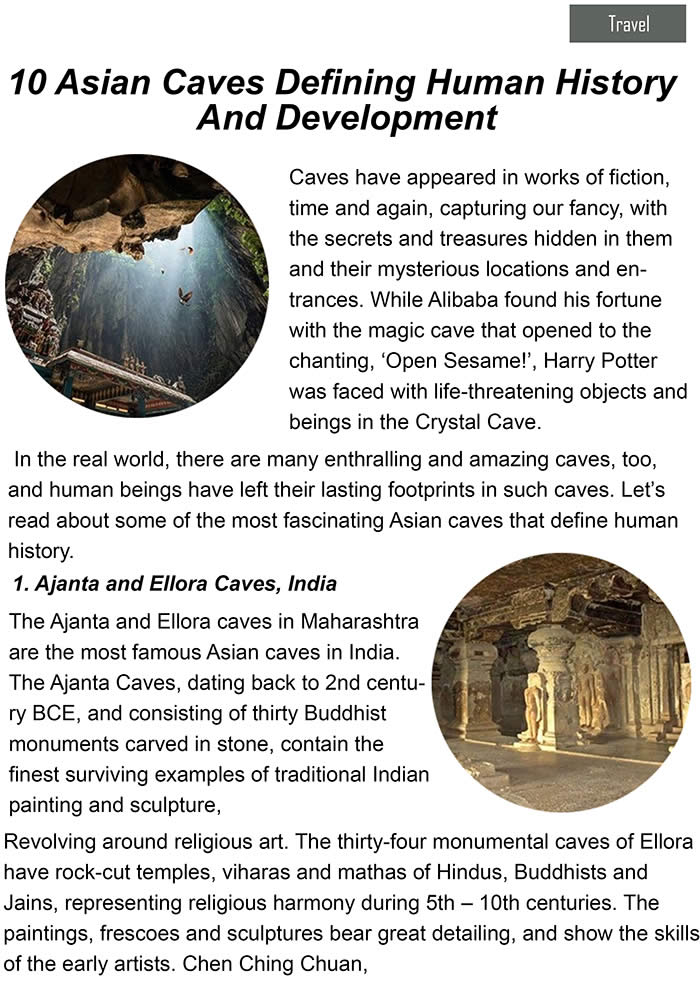 Travel
10 Asian Caves Defining Human History
And Development
Caves have appeared in works of fiction,
time and again, capturing our fancy, with
the secrets and treasures hidden in them
and their mysterious locations and en-
trances. While Alibaba found his fortune
with the magic cave that opened to the
chanting, ‘Open Sesame!’, Harry Potter
was faced with life-threatening objects and
beings in the Crystal Cave.
In the real world, there are many enthralling and amazing caves, too,
and human beings have left their lasting footprints in such caves. Let’s
read about some of the most fascinating Asian caves that define human
history.
1. Ajanta and Ellora Caves, India
The Ajanta and Ellora caves in Maharashtra
are the most famous Asian caves in India.
The Ajanta Caves, dating back to 2nd centu-
ry BCE, and consisting of thirty Buddhist
monuments carved in stone, contain the
finest surviving examples of traditional Indian
painting and sculpture,
Revolving around religious art. The thirty-four monumental caves of Ellora
have rock-cut temples, viharas and mathas of Hindus, Buddhists and
Jains, representing religious harmony during 5th – 10th centuries. The
paintings, frescoes and sculptures bear great detailing, and show the skills
of the early artists. Chen Ching Chuan,